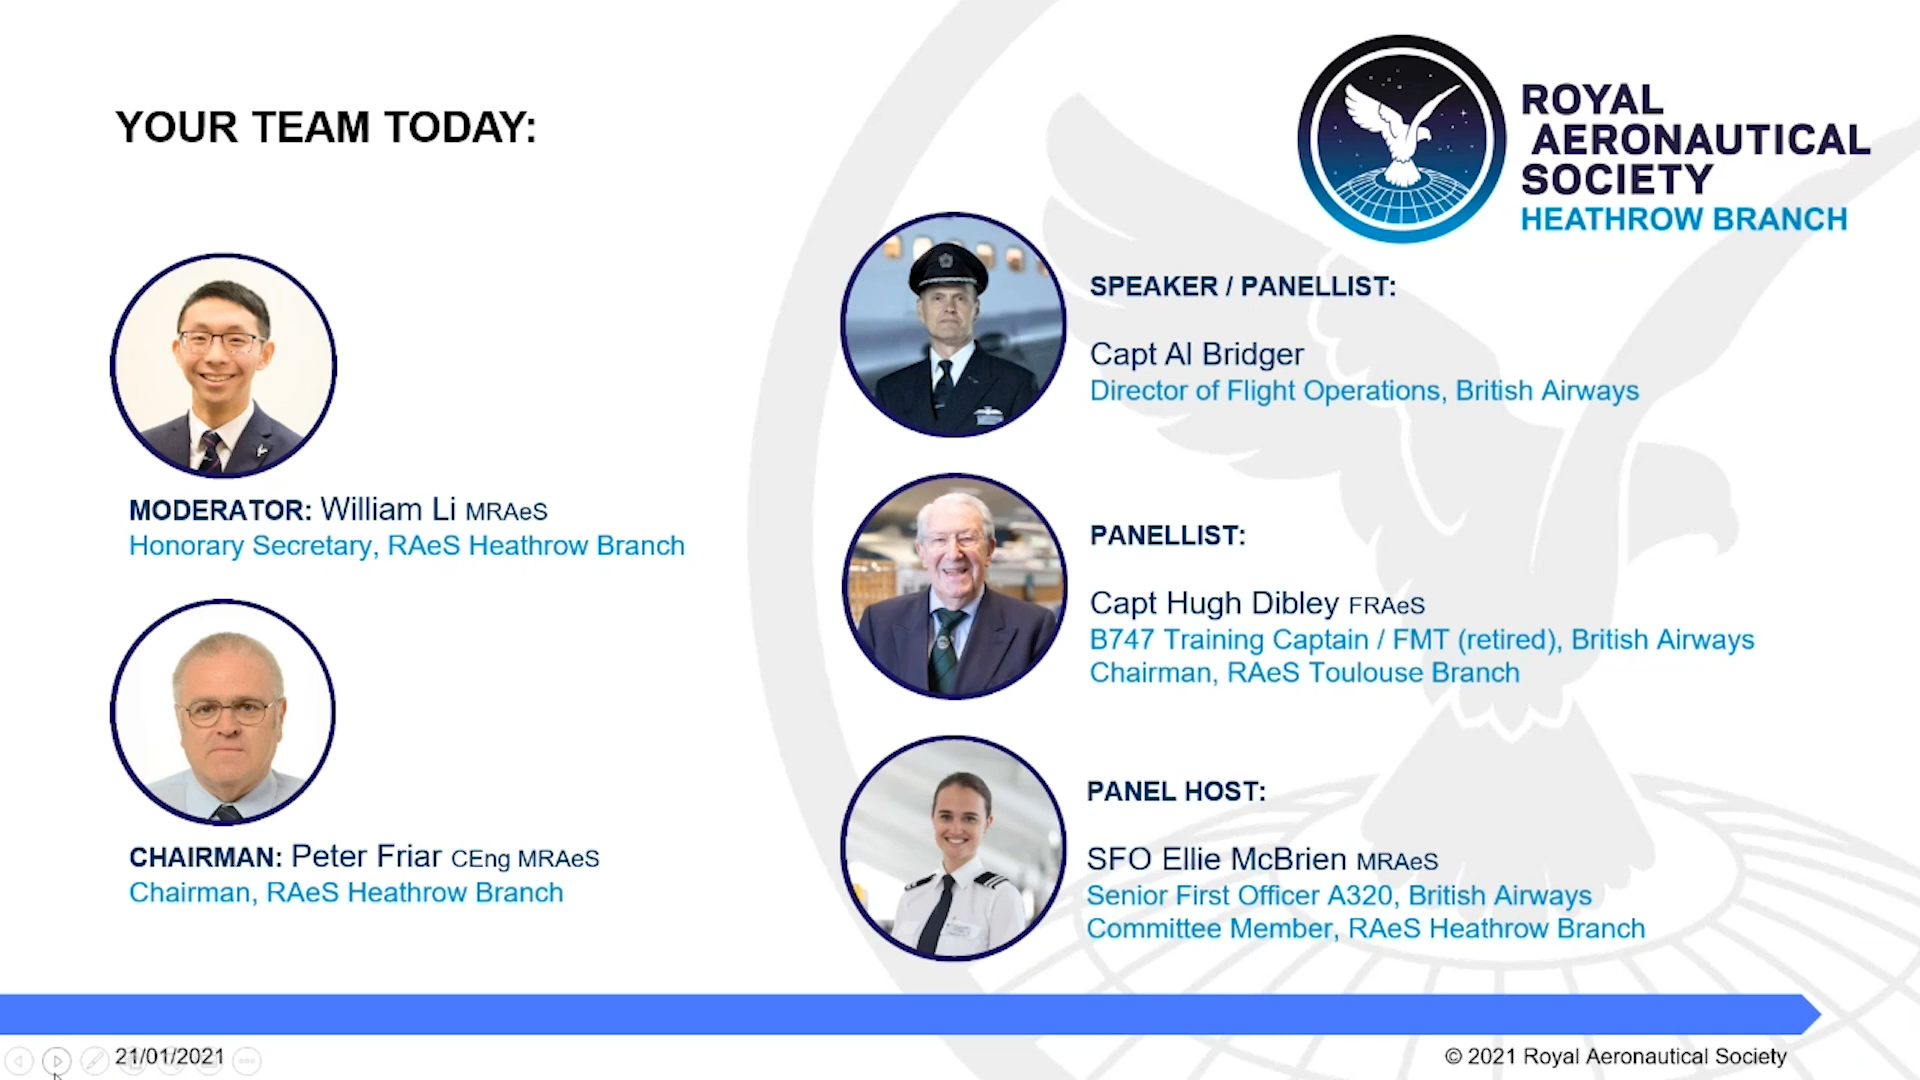 YOUR TEAM TODAY:
ROYAL
AERONAUTICAL
SOCIETY
HEATHROW BRANCH
MODERATOR: William Li MRAeS
Honorary Secretary, RAeS Heathrow Branch
CHAIRMAN: Peter Friar CEng MRAeS
Chairman, RAeS Heathrow Branch
SPEAKER / PANELLIST:
Capt Al Bridger
Director of Flight Operations, British Airways
PANELLIST:
Capt Hugh Dibley FRAeS
B747 Training Captain / FMT (retired), British Airways
Chairman, RAeS Toulouse Branch
PANEL HOST:
SFO Ellie McBrien MRAeS
Senior First Officer A320, British Airways
Committee Member, RAeS Heathrow Branch
21/01/2021
© 2021 Royal Aeronautical Society